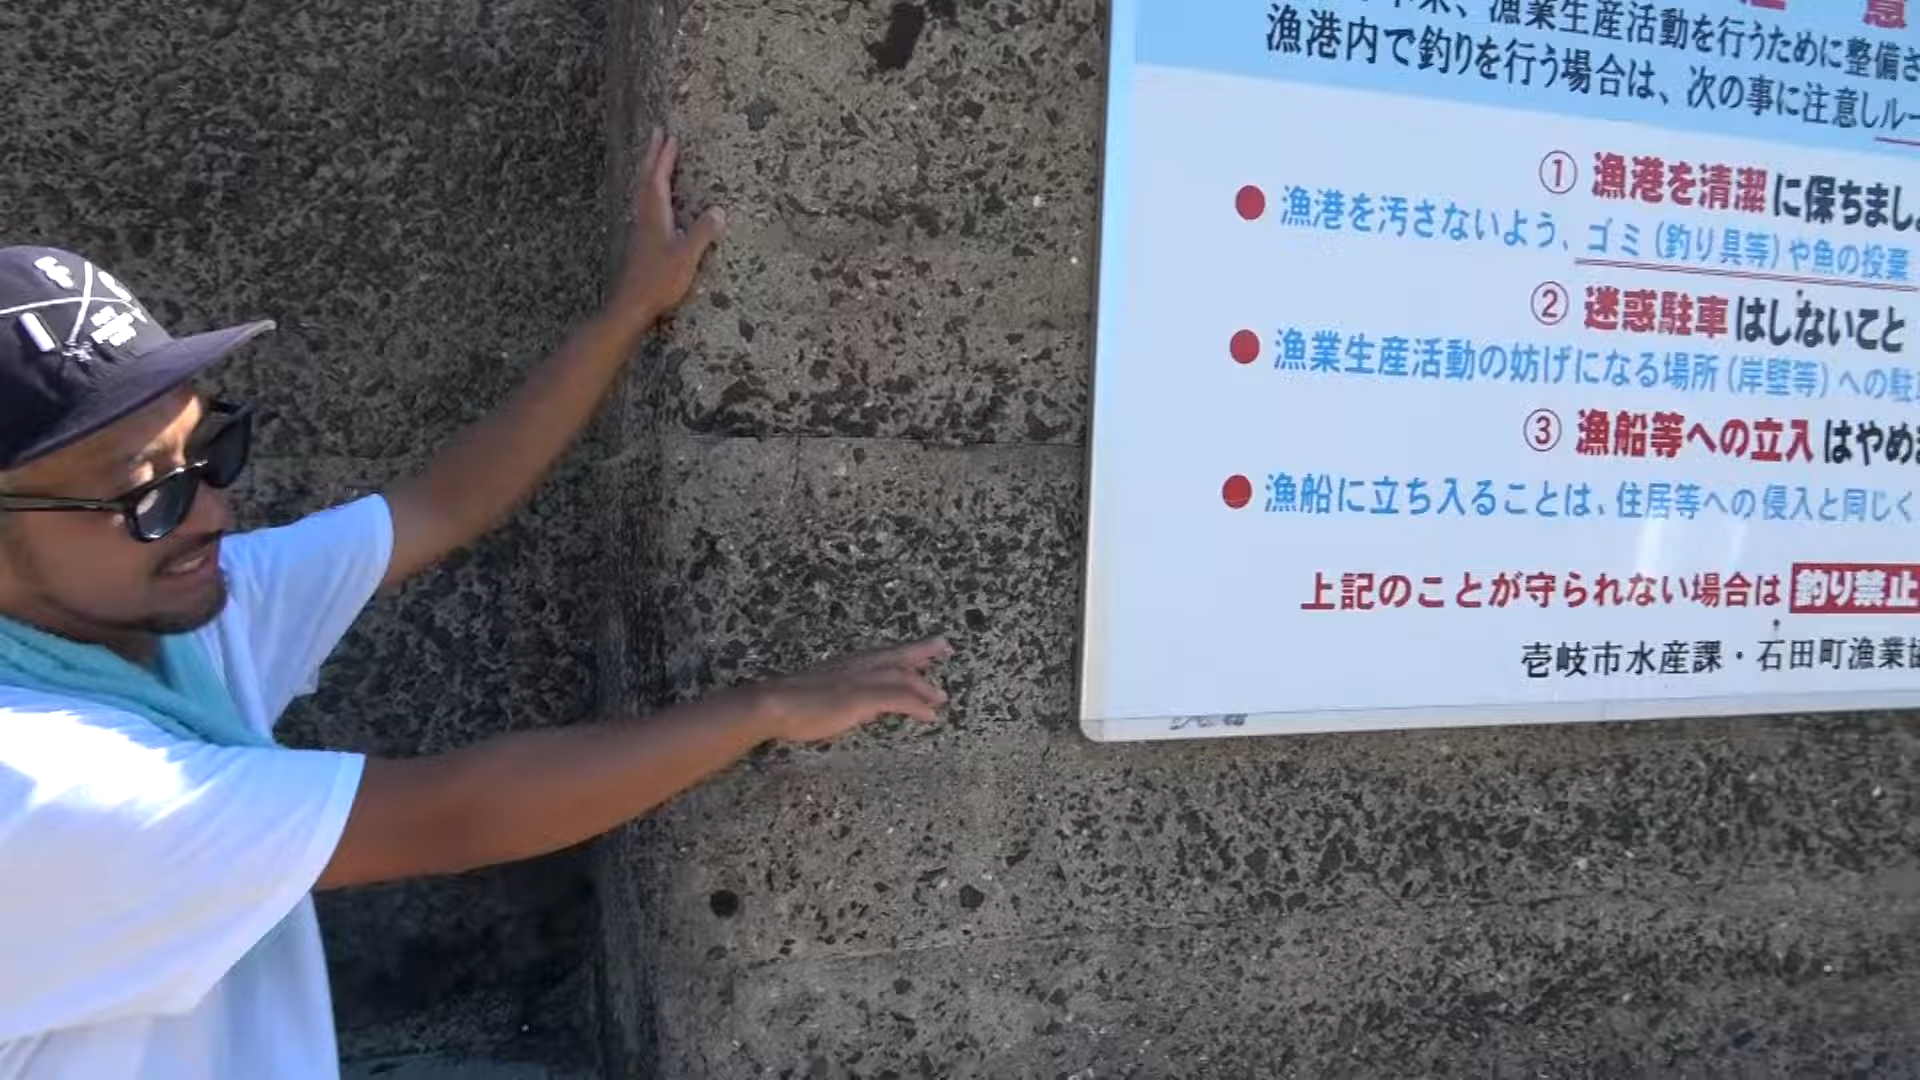 意
、漁業生産活動を行うために整備さ
漁港内で釣りを行う場合は、次の事に注意しルー
① 漁港を清潔に保ちまし
● 漁港を汚さないよう、ゴミ(釣り具等)や魚の投棄
② 迷惑駐車はしないこと
● 漁業生産活動の妨げになる場所(岸壁等)への駐
③ 漁船等への立入はやめ
● 漁船に立ち入ることは、住居等への侵入と同じく
上記のことが守られない場合は 釣り禁止
壱岐市水産課・石田町漁業